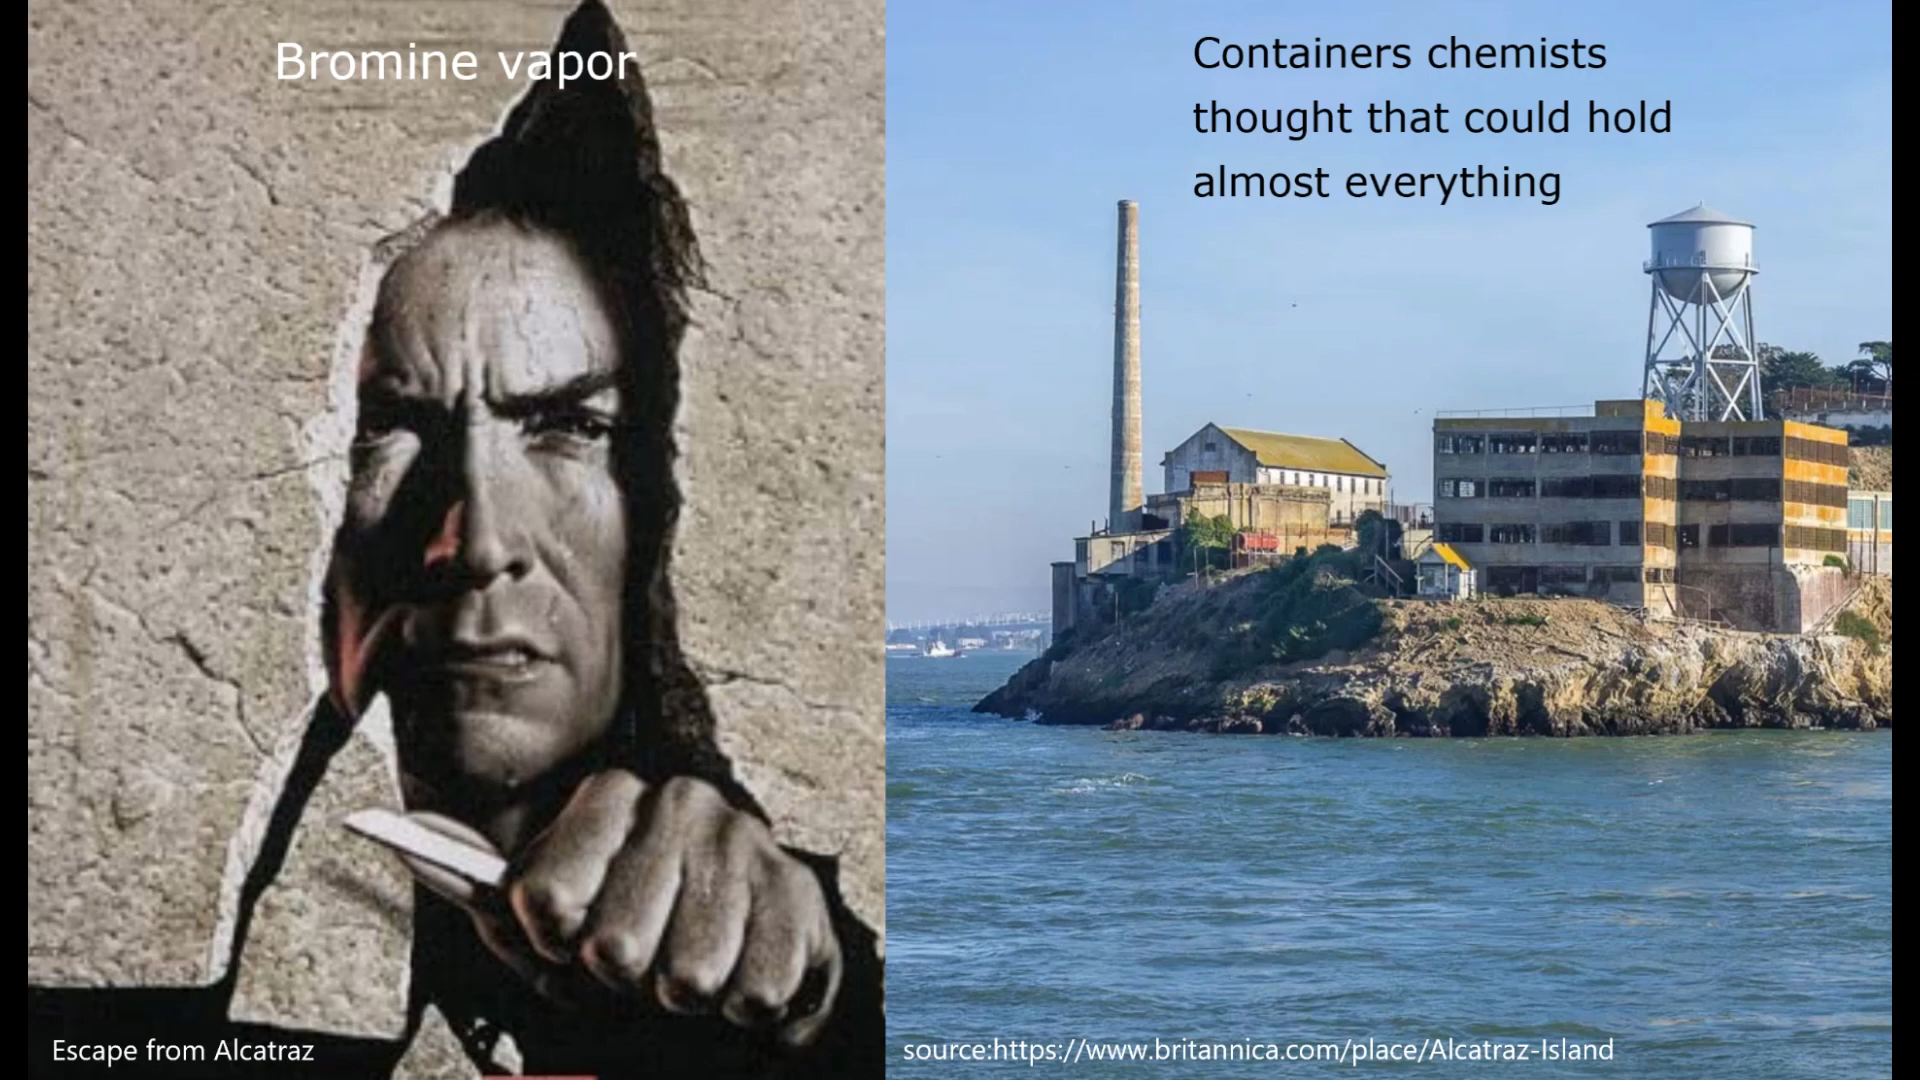 Bromine vapor
Containers chemists
thought that could hold
almost everything
Escape from Alcatraz
source:https://www.britannica.com/place/Alcatraz-Island